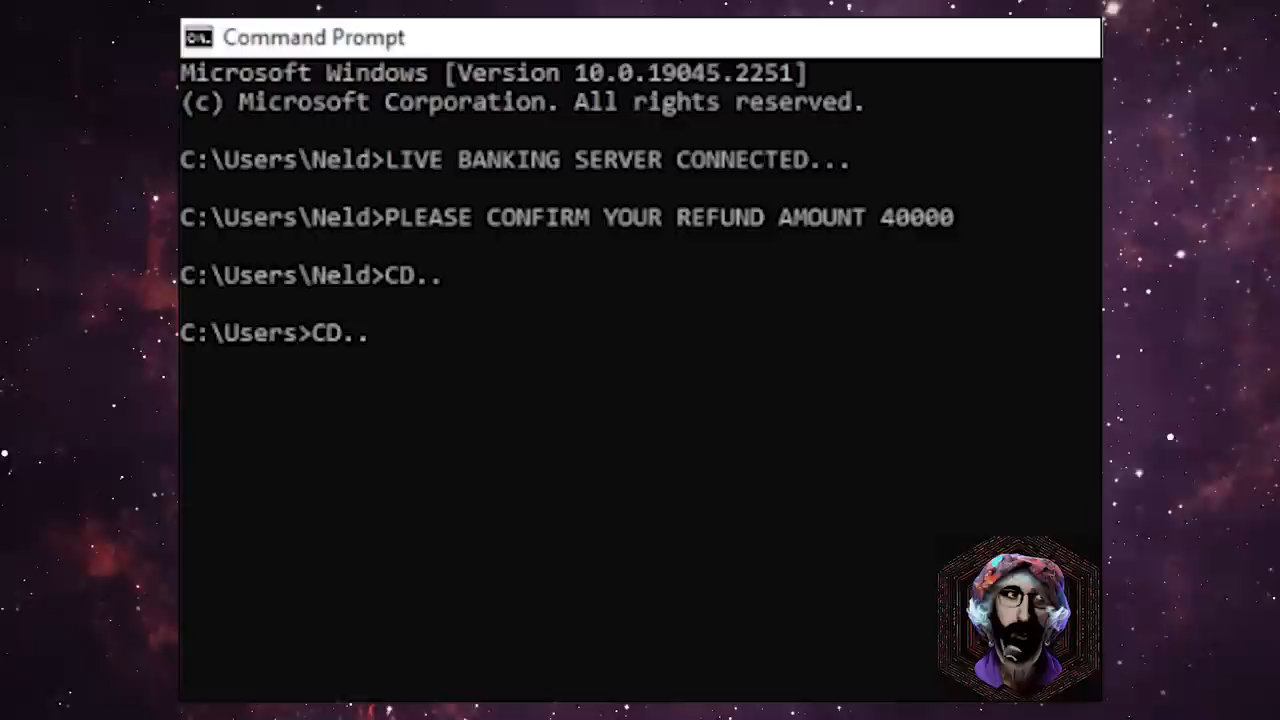 Command Prompt
Microsoft Windows [Version 10.0.19045.2251]
(c) Microsoft Corporation. All rights reserved.
C:\Users\Neld>LIVE BANKING SERVER CONNECTED...
C:\Users\Neld>PLEASE CONFIRM YOUR REFUND AMOUNT 40000
C:\Users\Neld>CD..
C:\Users>CD..